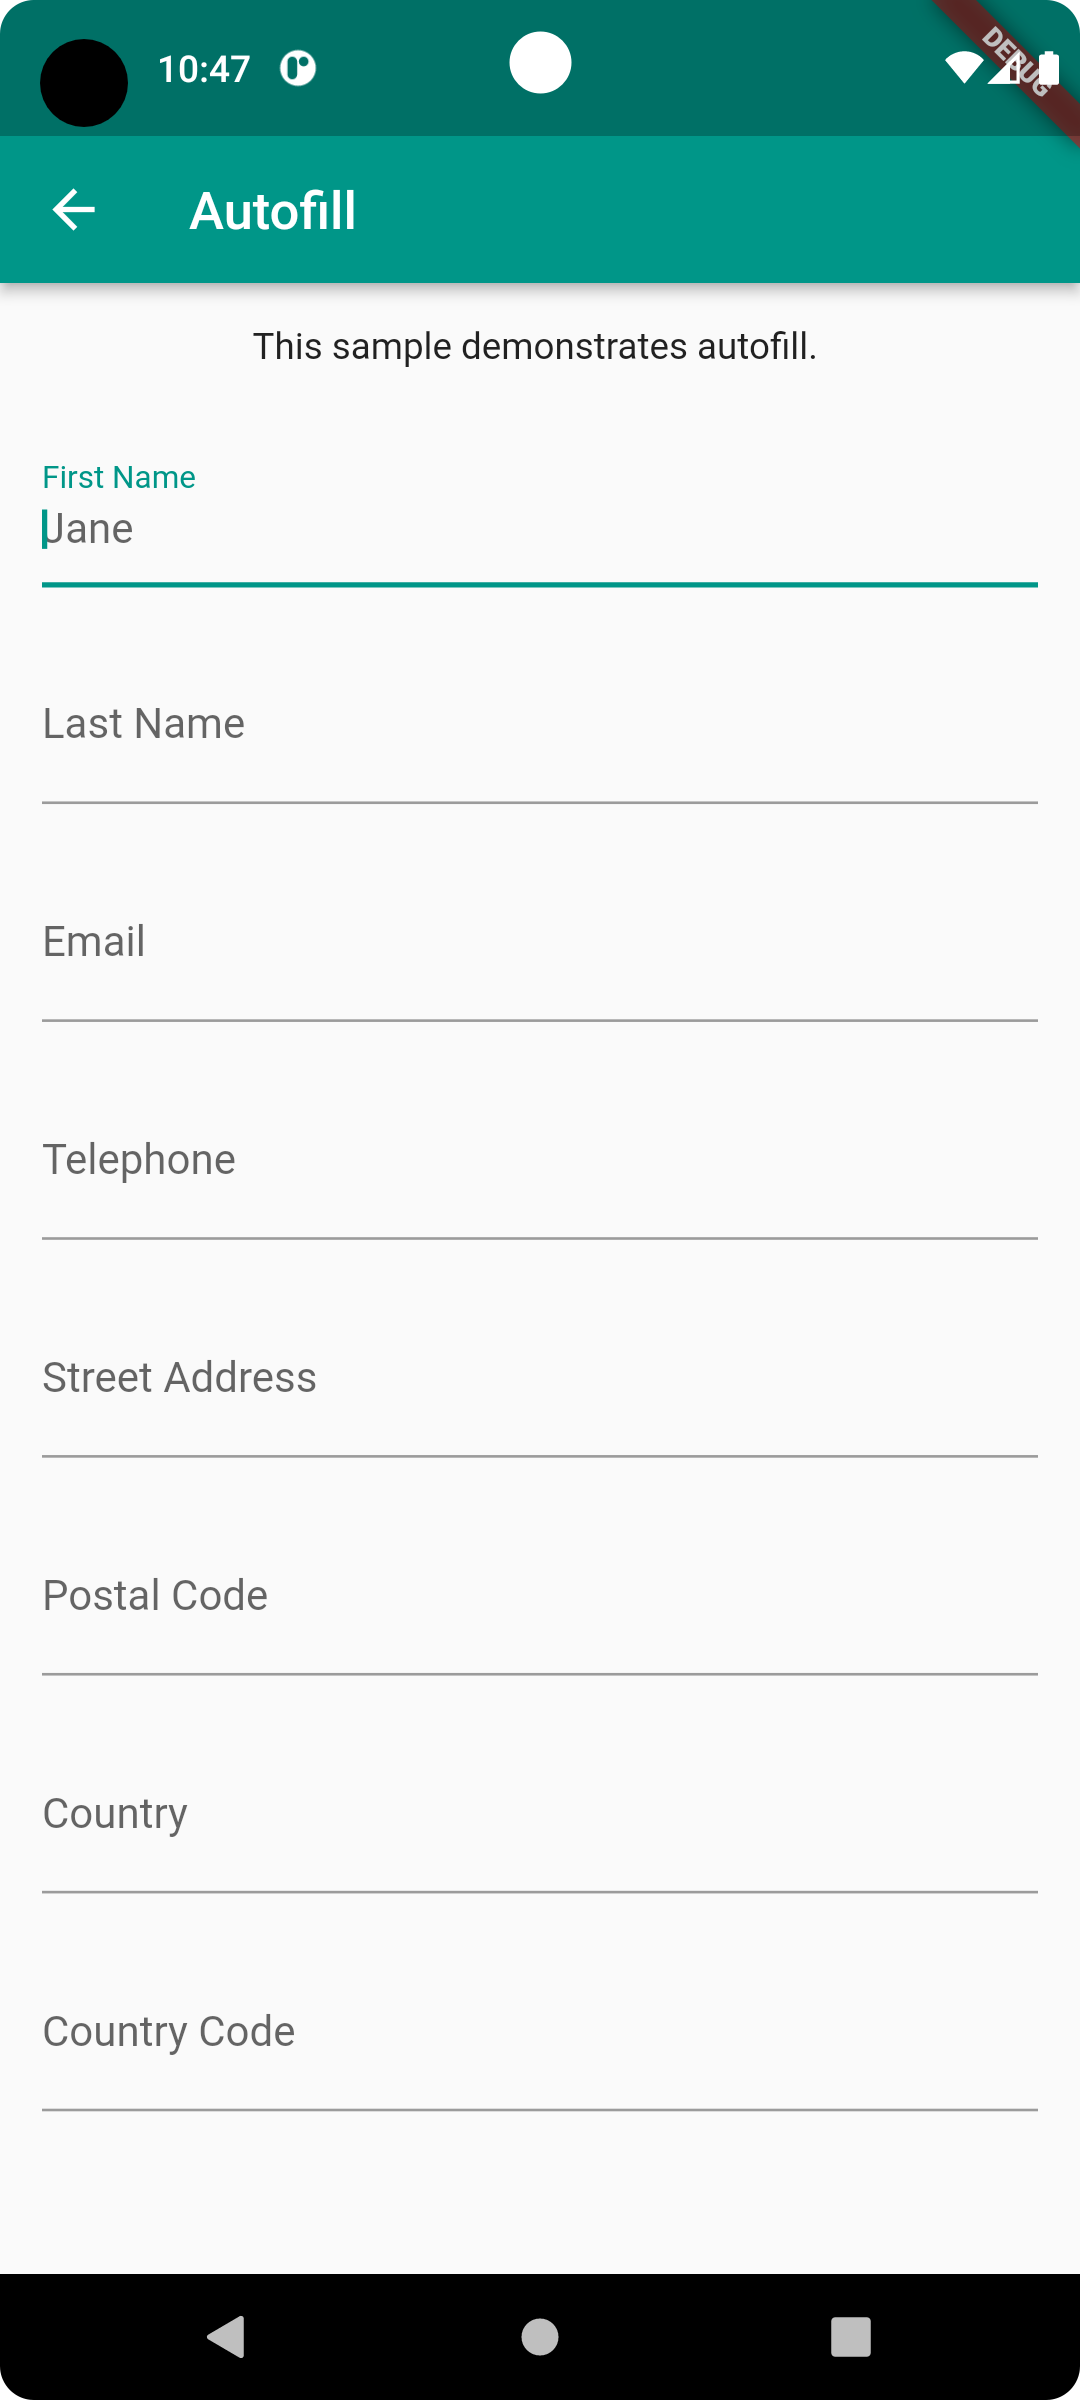 10:47
DEBUG
Autofill
This sample demonstrates autofill.
First Name
Jane
Last Name
Email
Telephone
Street Address
Postal Code
Country
Country Code